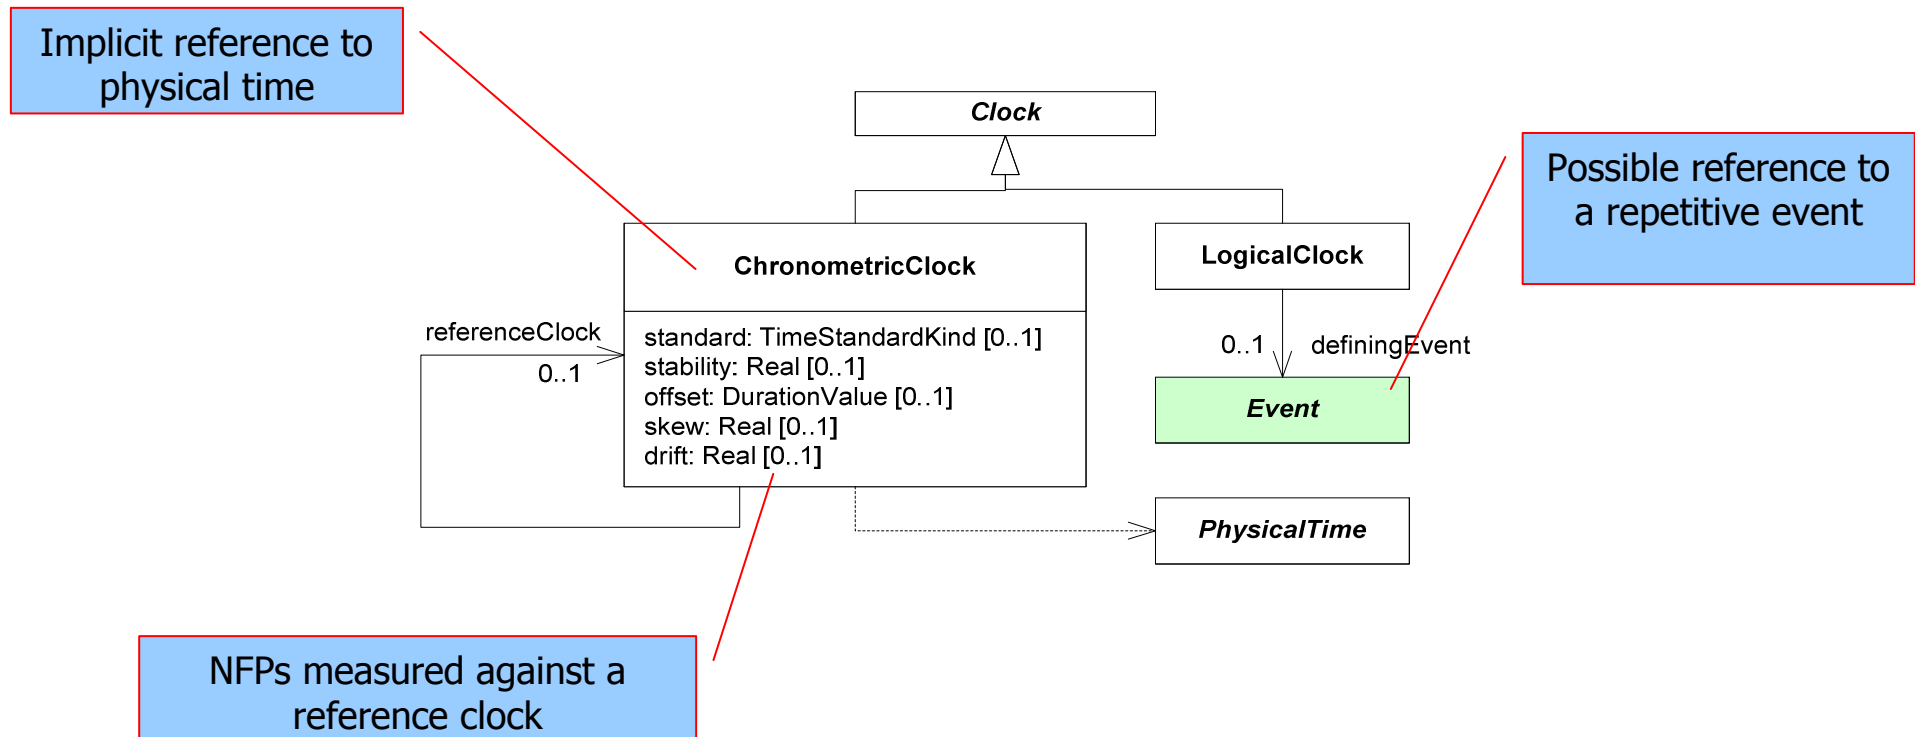 Implicit reference to
physical time
Clock
Possible reference to
a repetitive event
ChronometricClock
LogicalClock
referenceClock
0..1
standard: TimeStandardKind [0..1]
stability: Real [0..1]
offset: DurationValue [0..1]
skew: Real [0..1]
drift: Real [0..1]
0..1 definingEvent
Event
PhysicalTime
NFPs measured against a
reference clock